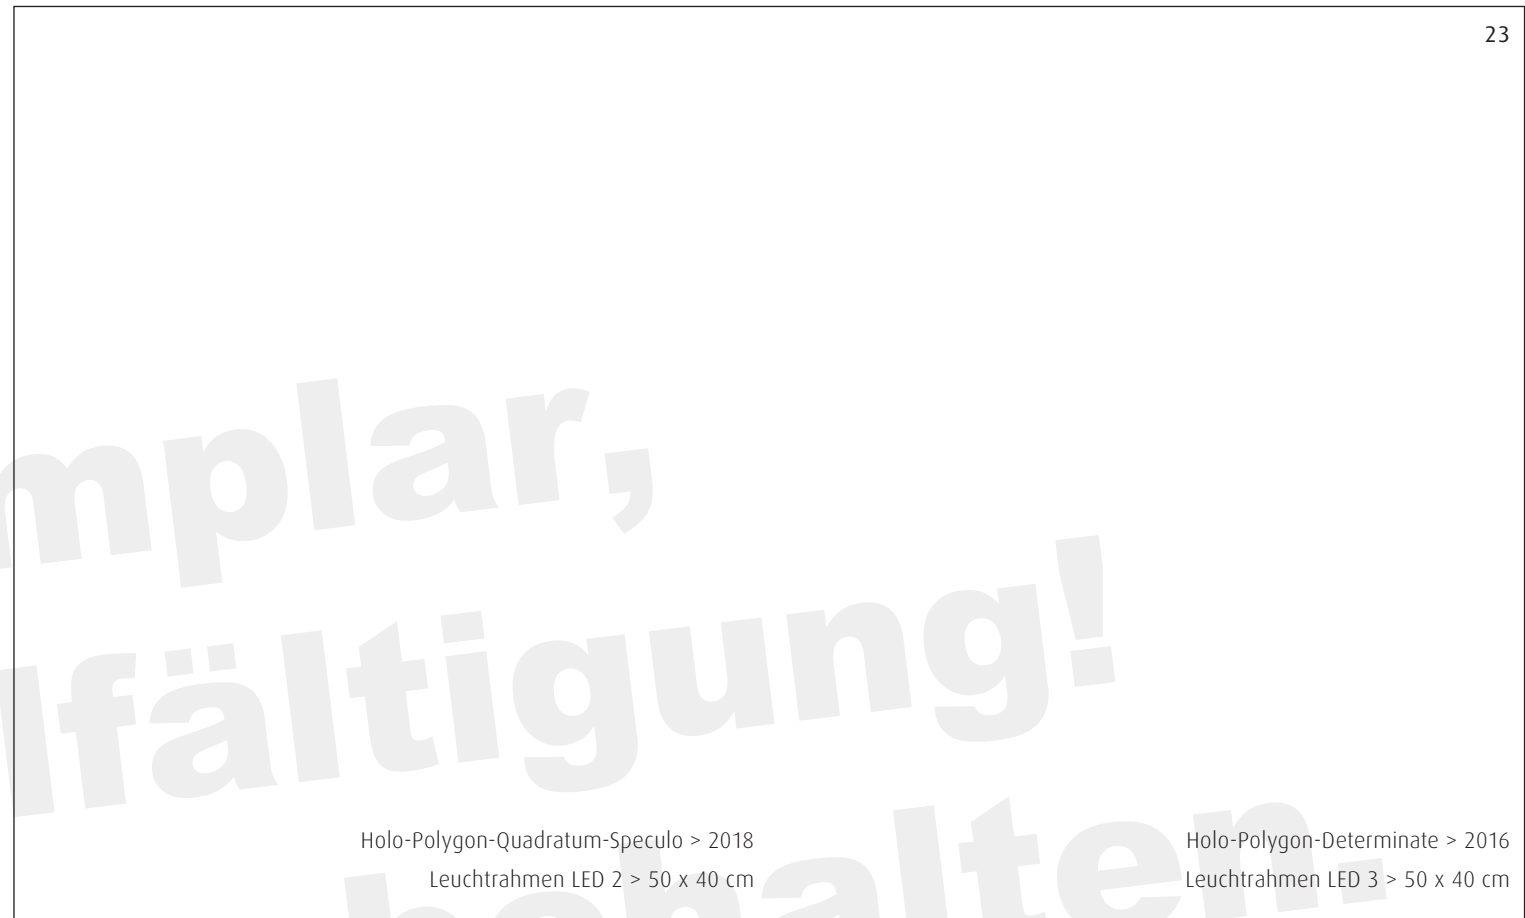 23
mplar,
lfältigung!
behalten.
Holo-Polygon-Quadratum-Speculo > 2018
Leuchtrahmen LED 2 > 50 x 40 cm
Holo-Polygon-Determinate > 2016
Leuchtrahmen LED 3 > 50 x 40 cm